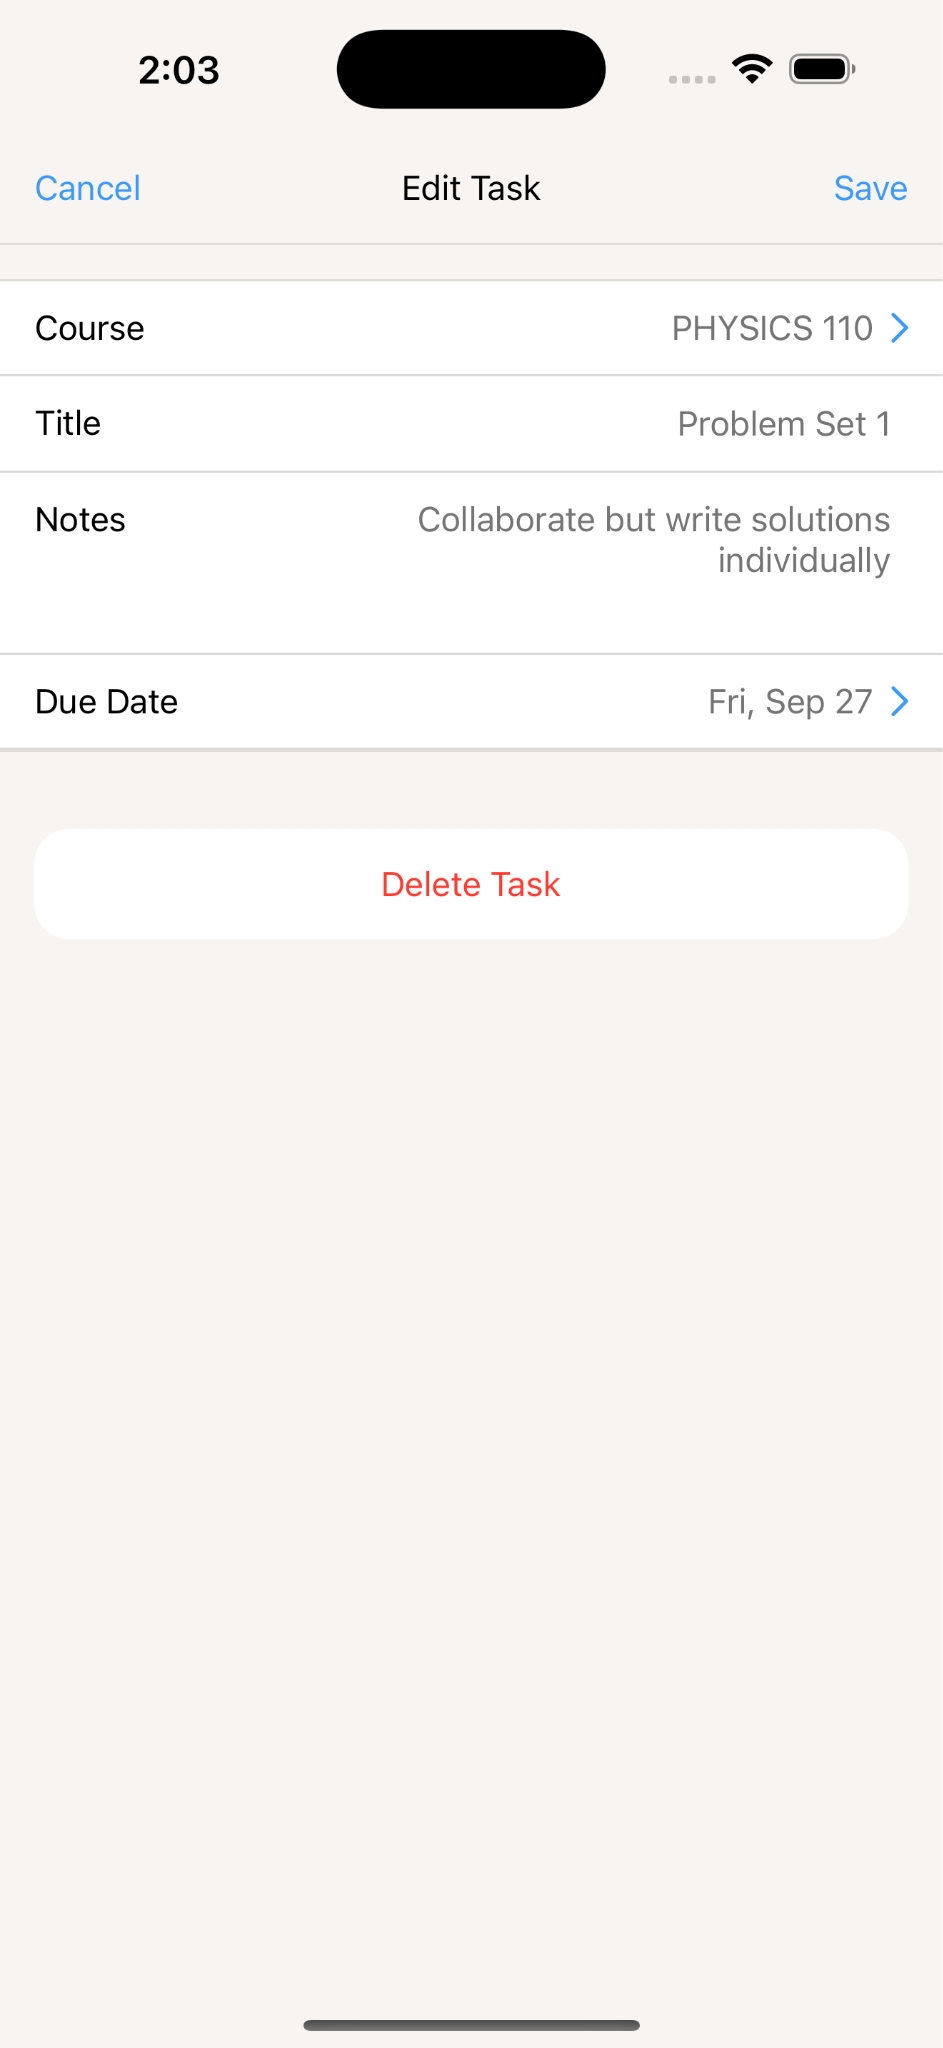 2:03
Cancel Edit Task Save
Course PHYSICS 110
Title Problem Set 1
Notes Collaborate but write solutions
individually
Due Date Fri, Sep 27
Delete Task